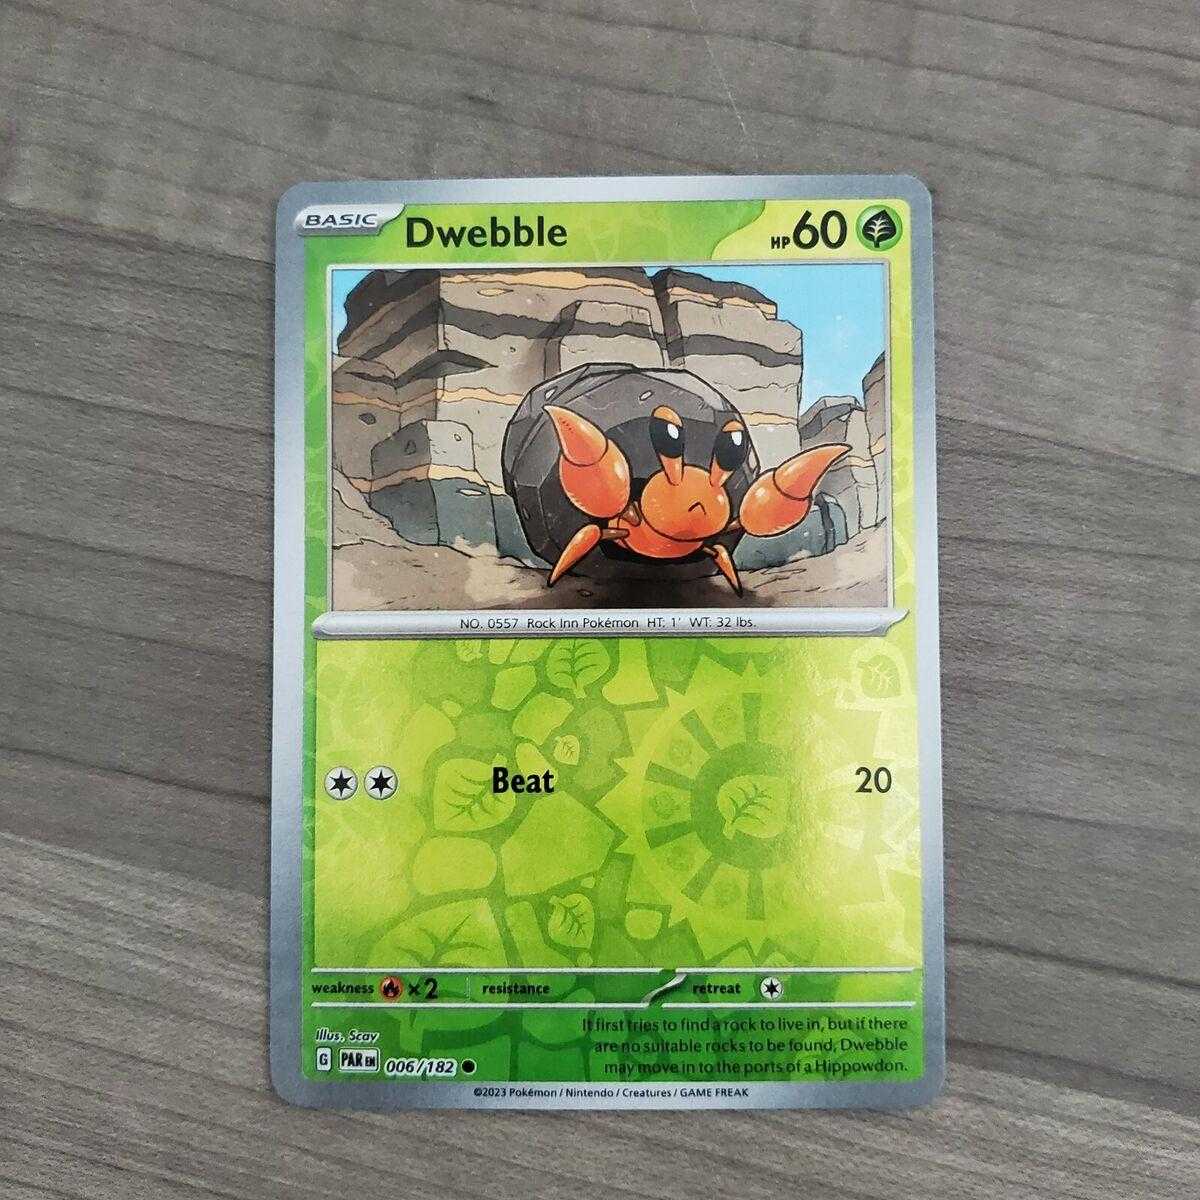 BASIC Dwebble HP 60
NO. 0557 Rock Inn Pokémon HT: 1' WT: 32 lbs.
Beat 20
weakness ×2 resistance retreat
Illus. Scav
It first tries to find a rock to live in, but if there
are no suitable rocks to be found, Dwebble
may move in to the ports of a Hippowdon.
G PAR EN 006/182
©2023 Pokémon / Nintendo / Creatures / GAME FREAK